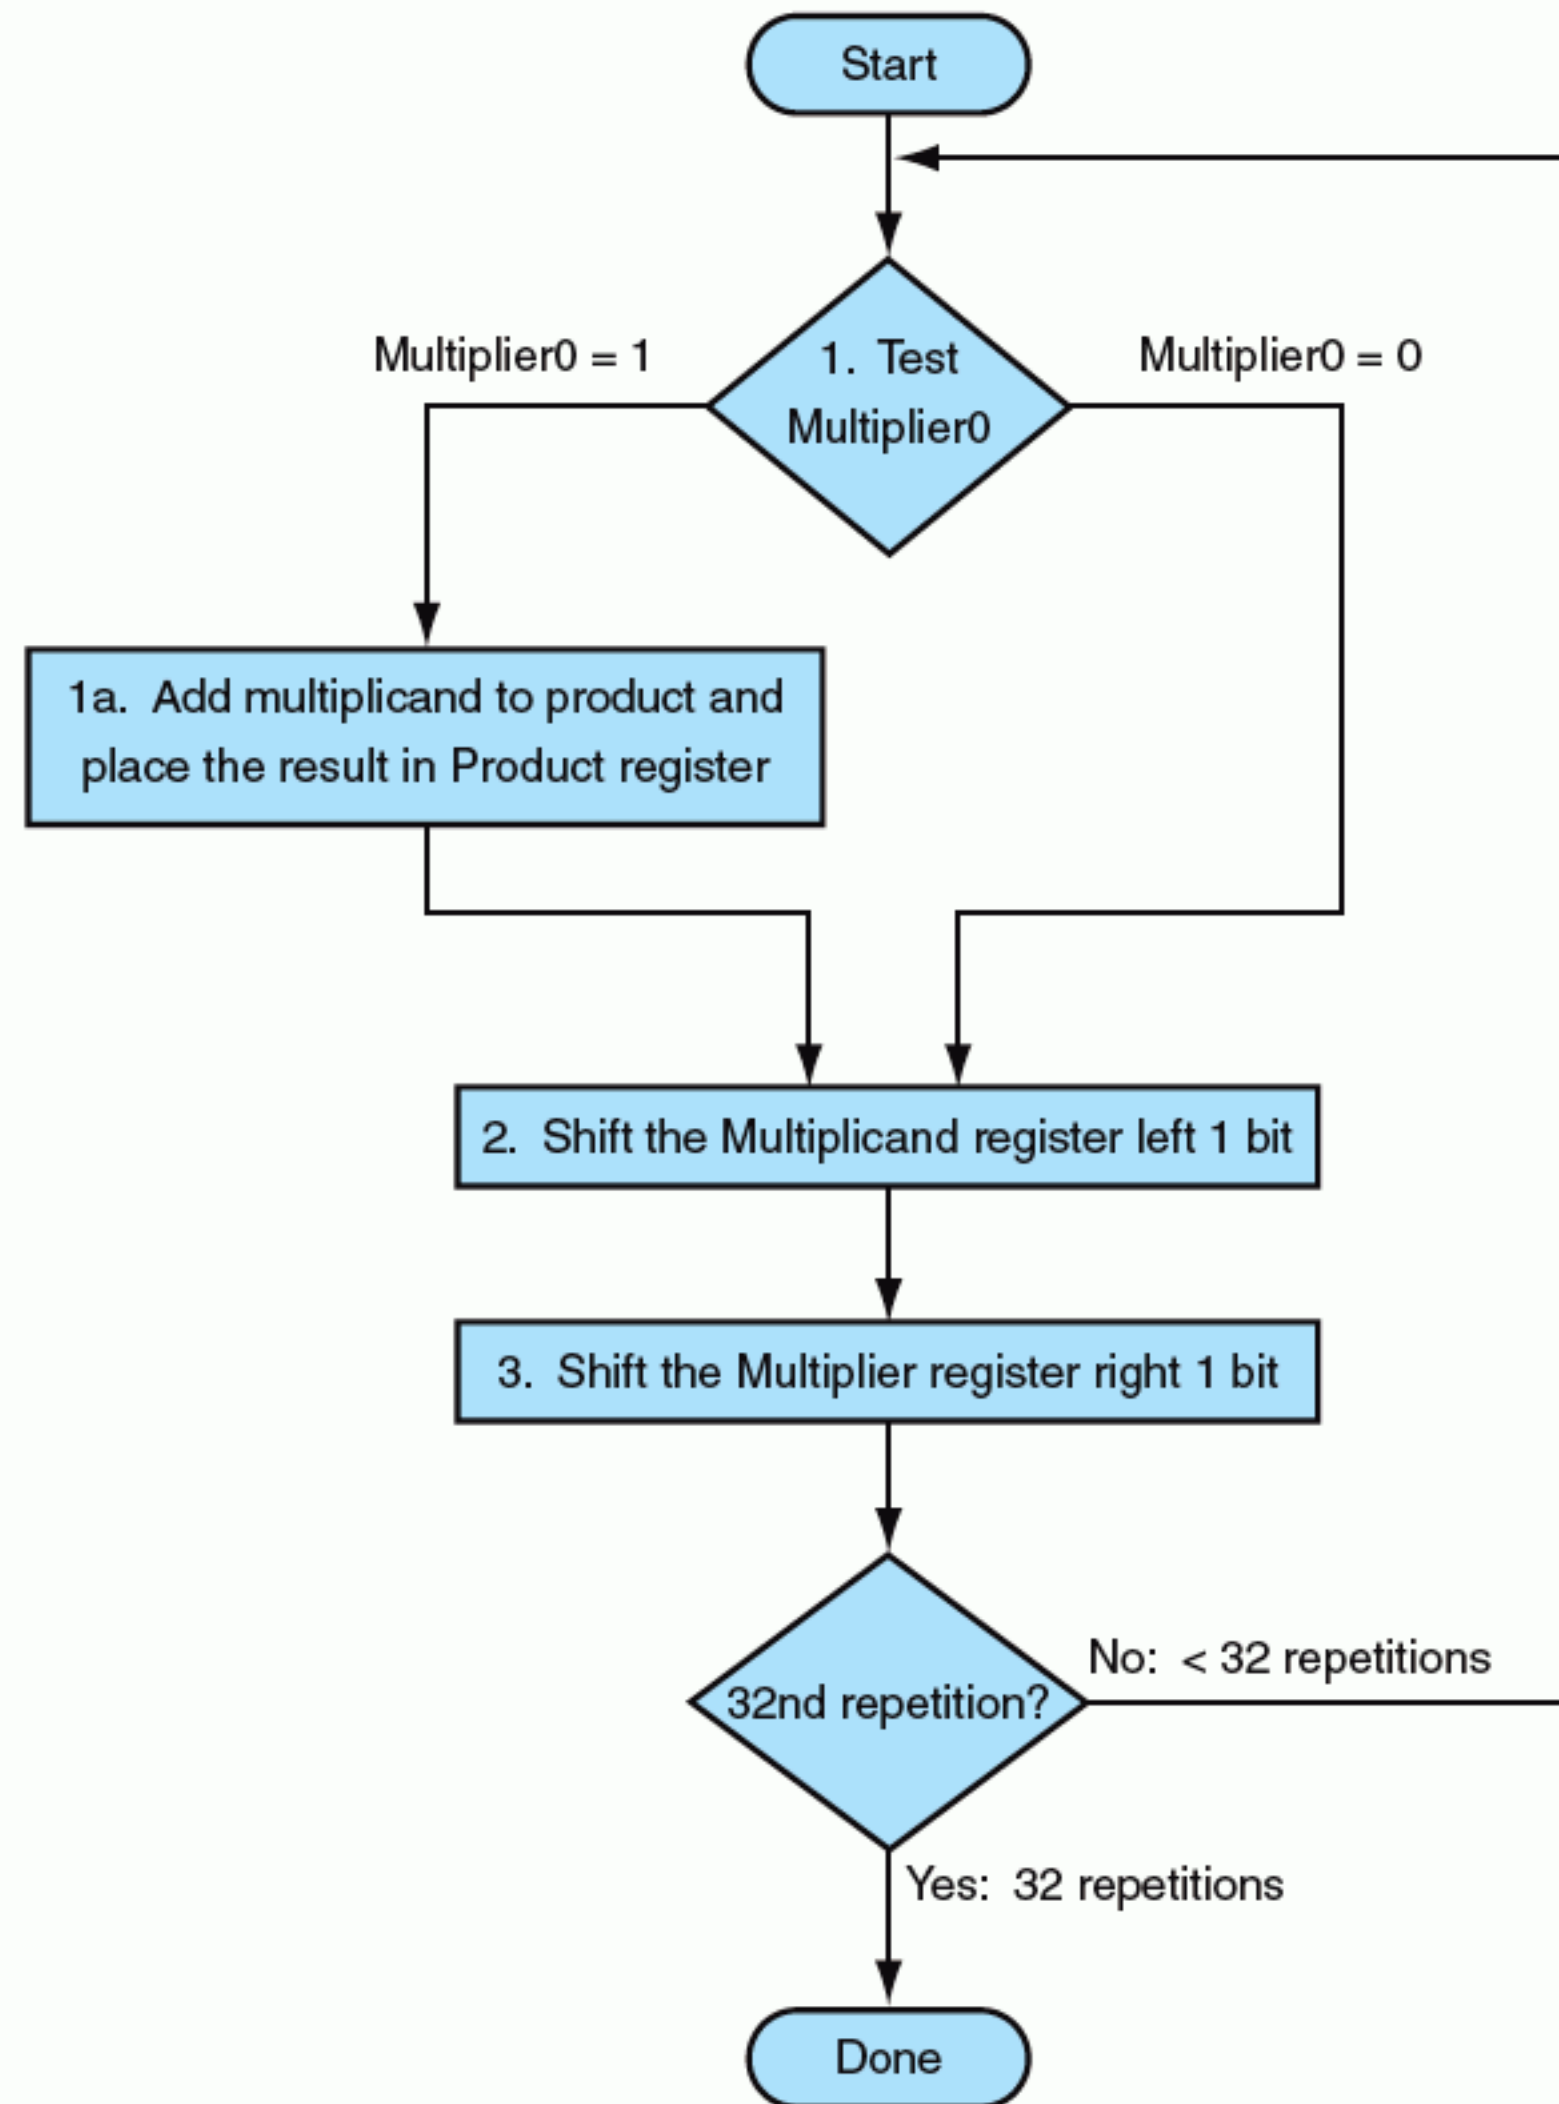 Start
Multiplier0 = 1
1. Test
Multiplier0
Multiplier0 = 0
1a. Add multiplicand to product and
place the result in Product register
2. Shift the Multiplicand register left 1 bit
3. Shift the Multiplier register right 1 bit
32nd repetition?
No: < 32 repetitions
Yes: 32 repetitions
Done